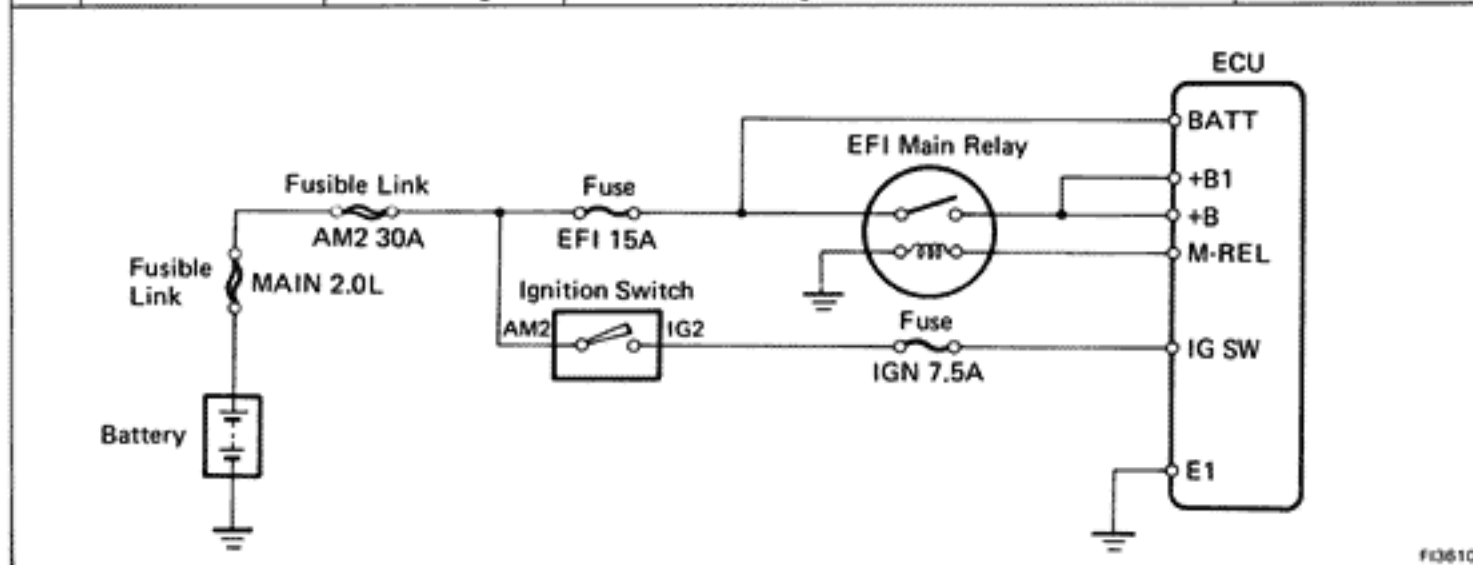 ECU
BATT
EFI Main Relay
+B1
Fusible Link
Fuse
+B
AM2 30A
EFI 15A
M-REL
Fusible
Link
MAIN 2.0L
Ignition Switch
AM2
IG2
Fuse
IG SW
IGN 7.5A
Battery
E1
FI3610